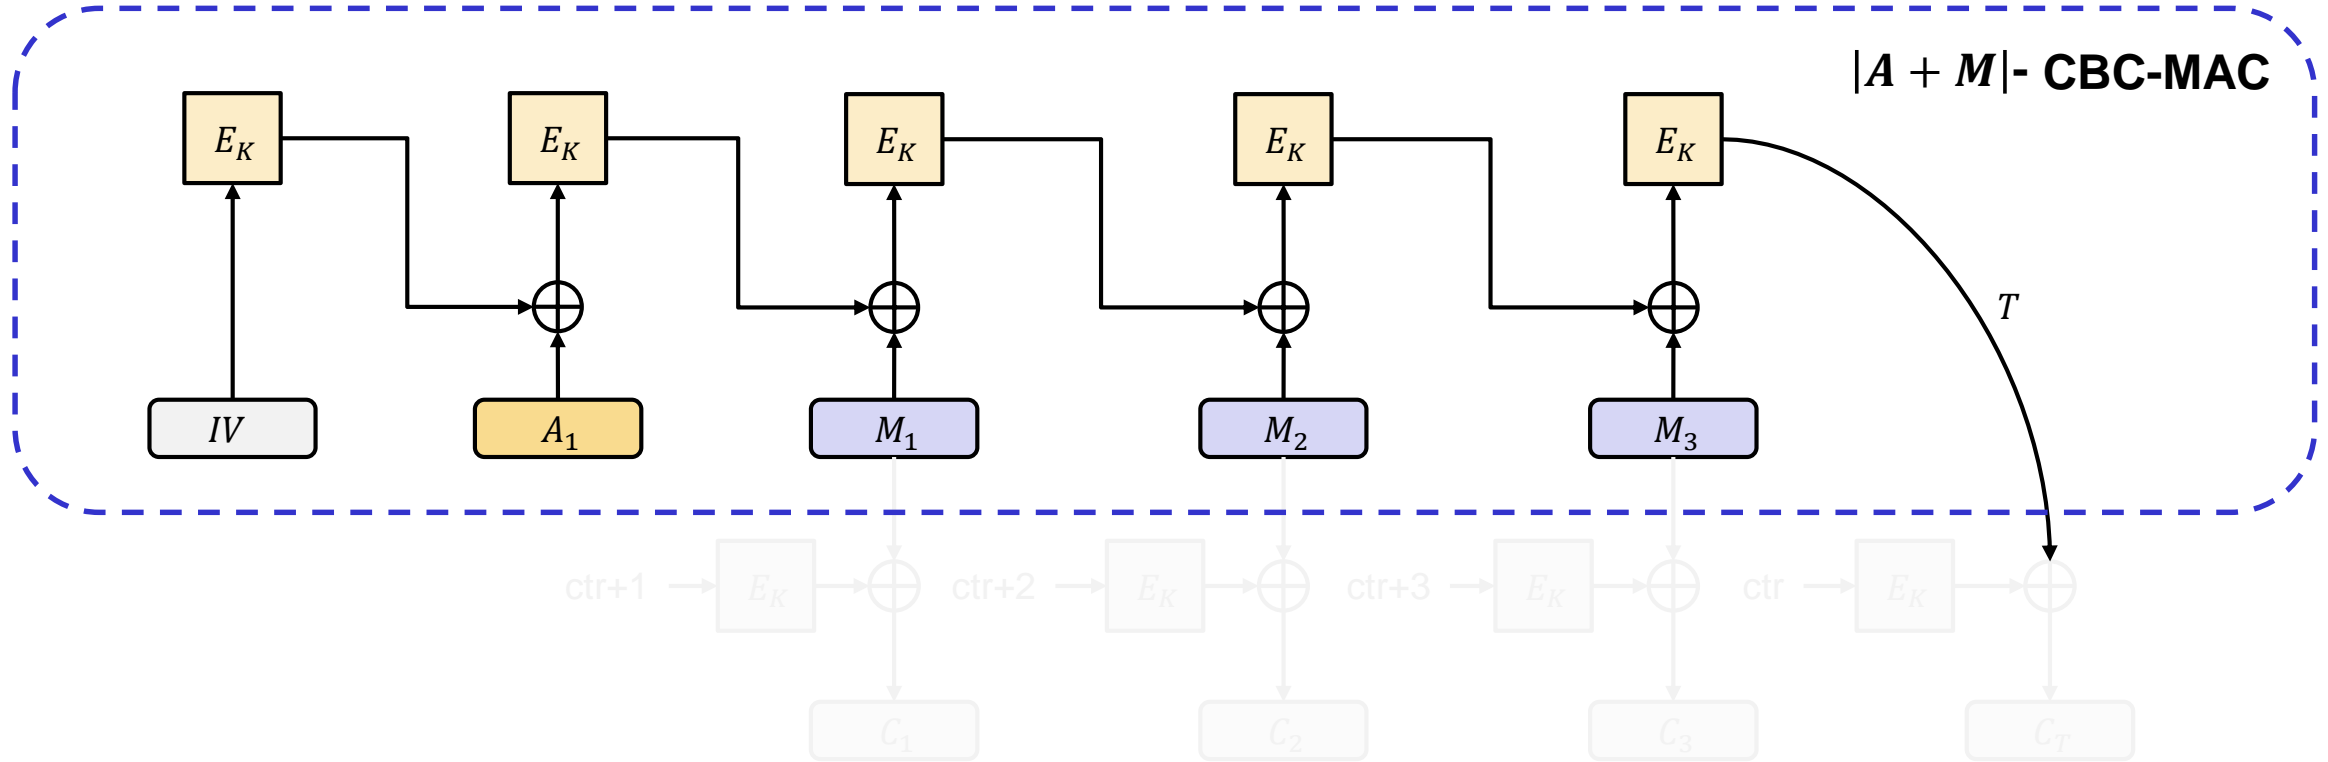 |A + M|- CBC-MAC
E_K E_K E_K E_K E_K
T
IV A_1 M_1 M_2 M_3
ctr+1 E_K ctr+2 E_K ctr+3 E_K ctr E_K
C_1 C_2 C_3 C_T